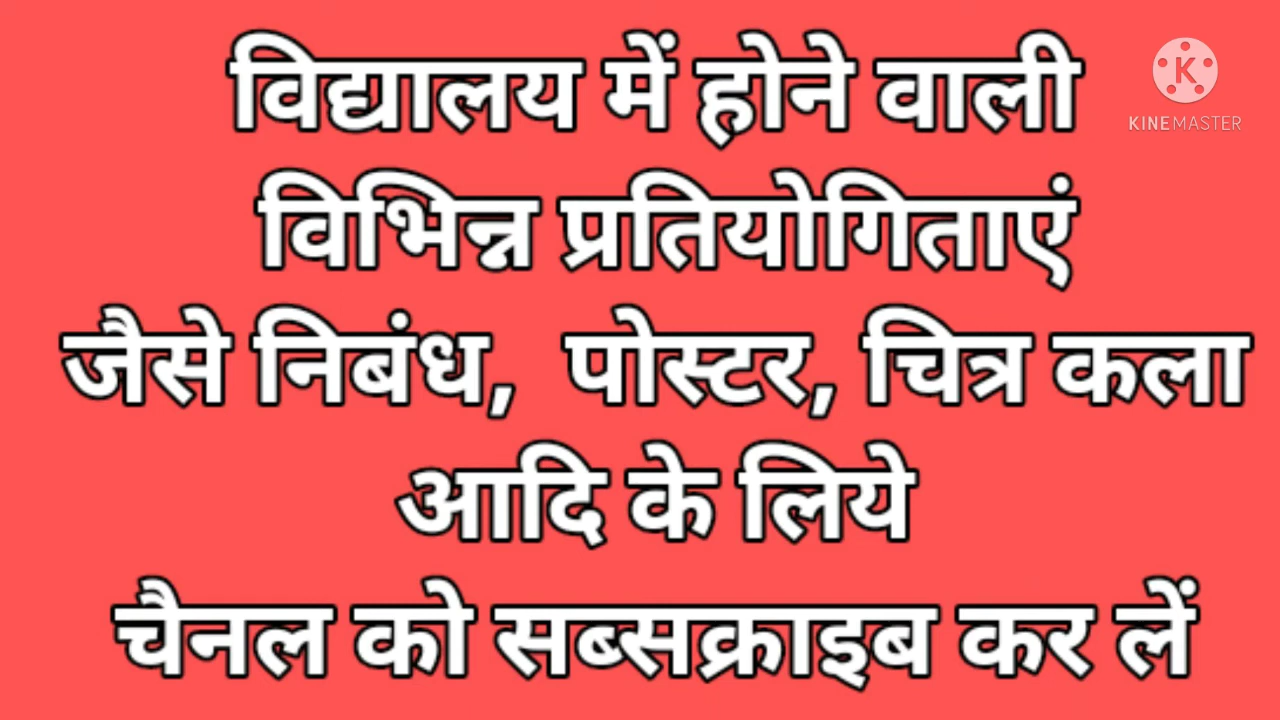 विद्यालय में होने वाली
विभिन्न प्रतियोगिताएं
जैसे निबंध, पोस्टर, चित्र कला
आदि के लिये
चैनल को सब्सक्राइब कर लें
K
KINEMASTER